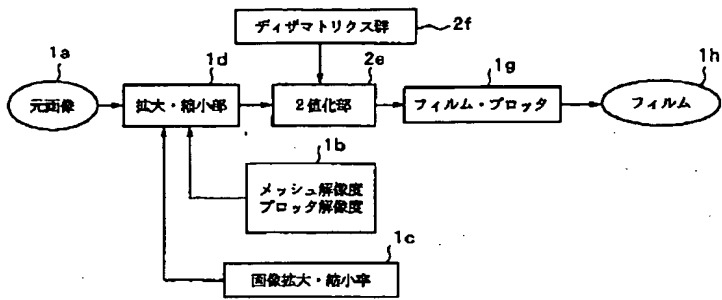 ディザマトリクス群
2f
1a
1d
2e
1g
1h
元画像
拡大・縮小部
2値化部
フィルム・プロッタ
フィルム
1b
メッシュ解像度
プロッタ解像度
1c
画像拡大・縮小率